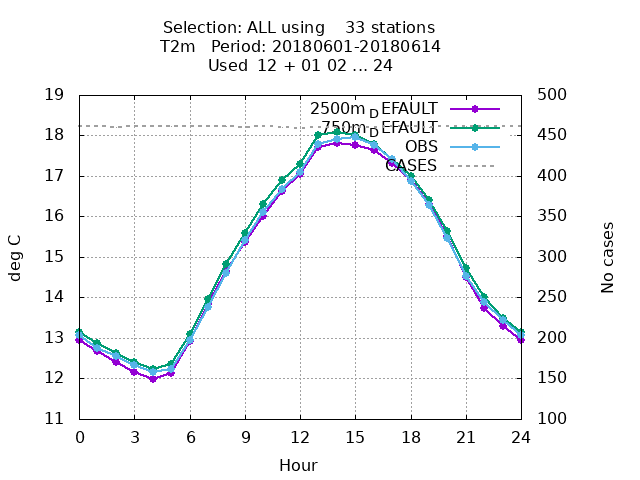 Selection: ALL using 33 stations
T2m Period: 20180601-20180614
Used 12 + 01 02 ... 24
19
18
17
16
15
14
13
12
11
500
450
400
350
300
250
200
150
100
2500m_DEFAULT
750m_DEFAULT
OBS
CASES
deg C
No cases
0 3 6 9 12 15 18 21 24
Hour